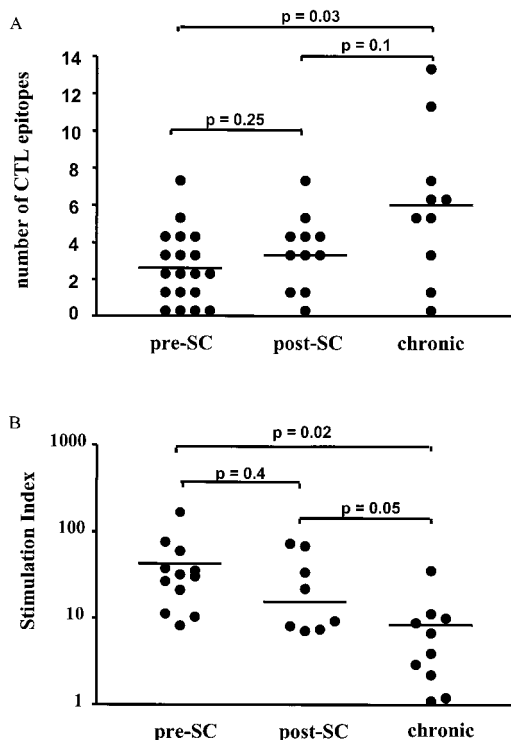 A
p = 0.03
p = 0.1
p = 0.25
number of CTL epitopes
14
12
10
8
6
4
2
0
pre-SC post-SC chronic
B
p = 0.02
p = 0.4
p = 0.05
Stimulation Index
1000
100
10
1
pre-SC post-SC chronic